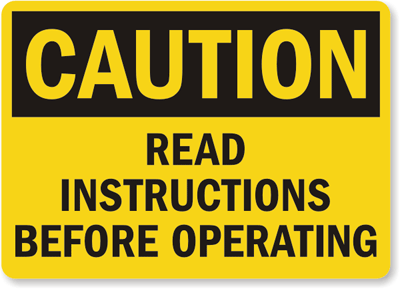 CAUTION
READ
INSTRUCTIONS
BEFORE OPERATING